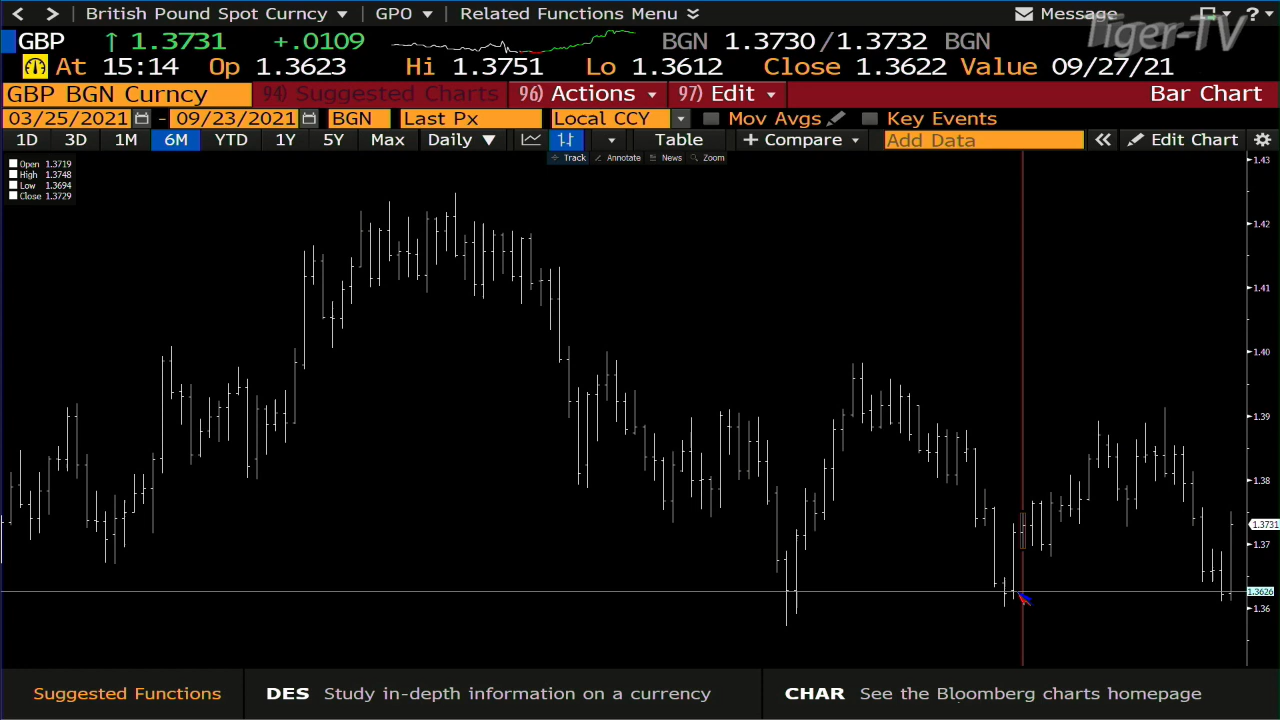 British Pound Spot Curncy GPO Related Functions Menu Message ?
Tiger-TV
GBP ↑ 1.3731 +.0109 BGN 1.3730/1.3732 BGN
At 15:14 Op 1.3623 Hi 1.3751 Lo 1.3612 Close 1.3622 Value 09/27/21
GBP BGN Curncy 94) Suggested Charts 96) Actions 97) Edit Bar Chart
03/25/2021 - 09/23/2021 BGN Last Px Local CCY Mov Avgs Key Events
1D 3D 1M 6M YTD 1Y 5Y Max Daily ▼ Table + Compare Add Data « Edit Chart
Track Annotate News Zoom
Open 1.3719
High 1.3748
Low 1.3694
Close 1.3729
1.43
1.42
1.41
1.40
1.39
1.38
1.3731
1.37
1.3626
1.36
Suggested Functions DES Study in-depth information on a currency CHAR See the Bloomberg charts homepage